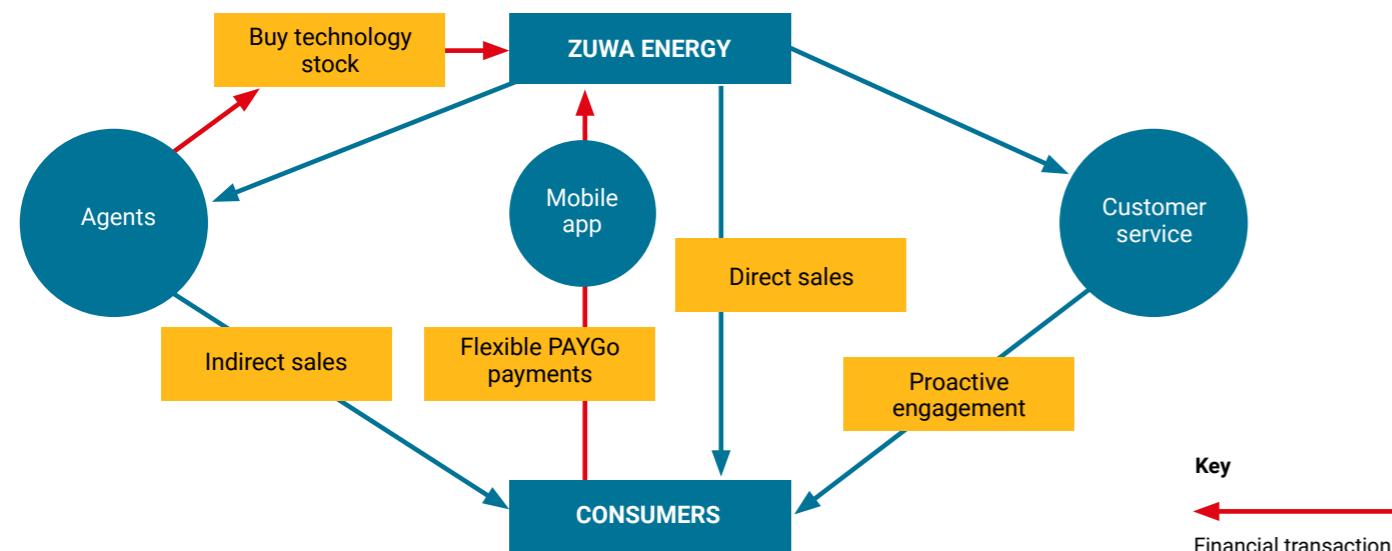 Buy technology
stock
ZUWA ENERGY
Agents
Mobile
app
Customer
service
Direct sales
Indirect sales
Flexible PAYGo
payments
Proactive
engagement
CONSUMERS
Key
Financial transaction